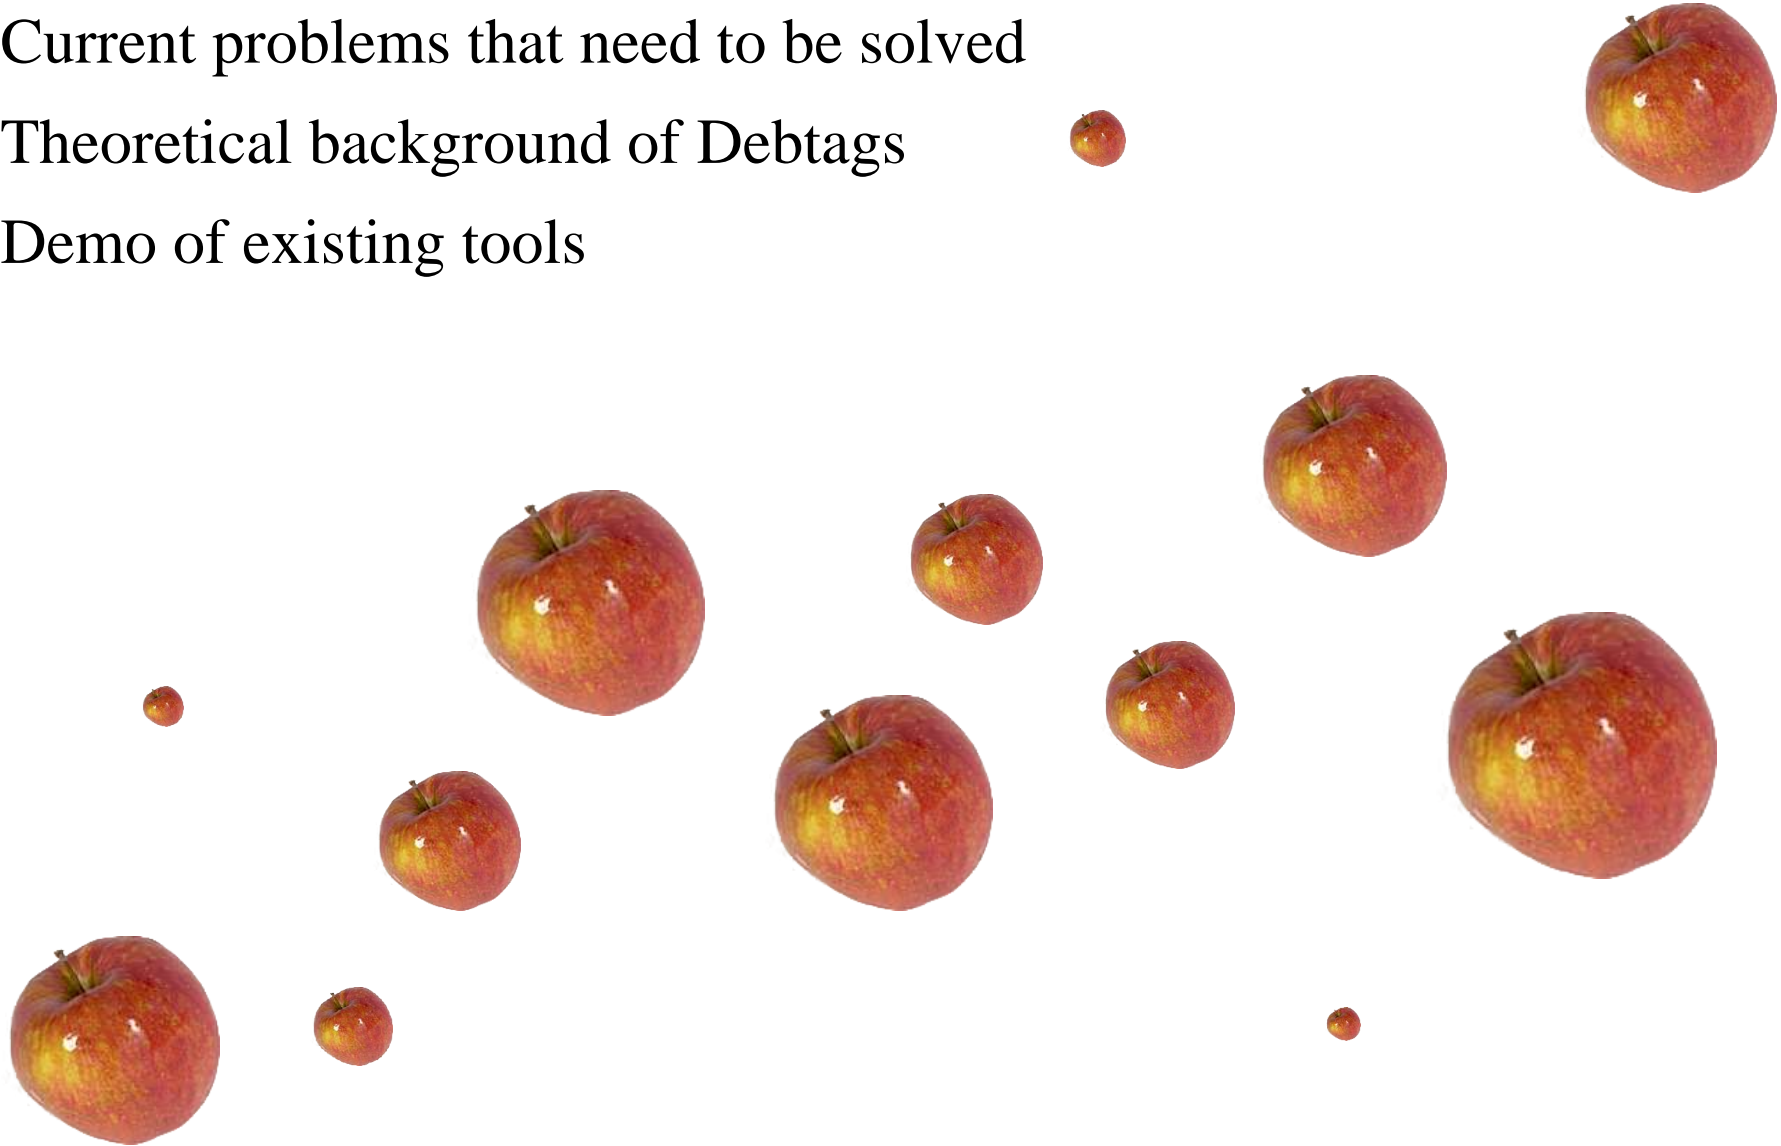 Current problems that need to be solved
Theoretical background of Debtags
Demo of existing tools